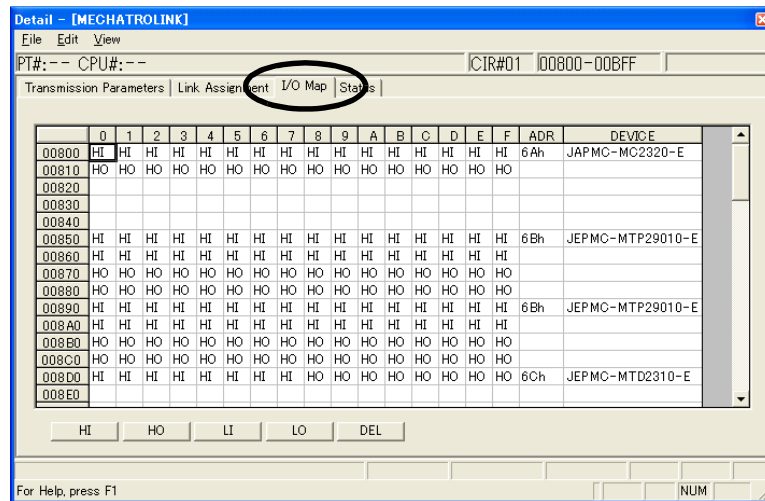 Detail - [MECHATROLINK]
File Edit View
PT#:-- CPU#:-- CIR#01 00800-00BFF
Transmission Parameters Link Assignment I/O Map Status
0 1 2 3 4 5 6 7 8 9 A B C D E F ADR DEVICE
00800 HI HI HI HI HI HI HI HI HI HI HI HI HI HI HI HI 6Ah JAPMC-MC2320-E
00810 HO HO HO HO HO HO HO HO HO HO HO HO HO HO HO HO
00820
00830
00840
00850 HI HI HI HI HI HI HI HI HI HI HI HI HI HI HI HI 6Bh JEPMC-MTP29010-E
00860 HI HI HI HI HI HI HI HI HI HI HI HI HI HI HI HI
00870 HO HO HO HO HO HO HO HO HO HO HO HO HO HO HO HO
00880 HO HO HO HO HO HO HO HO HO HO HO HO HO HO HO HO
00890 HI HI HI HI HI HI HI HI HI HI HI HI HI HI HI HI 6Bh JEPMC-MTP29010-E
008A0 HI HI HI HI HI HI HI HI HI HI HI HI HI HI HI HI
008B0 HO HO HO HO HO HO HO HO HO HO HO HO HO HO HO HO
008C0 HO HO HO HO HO HO HO HO HO HO HO HO HO HO HO HO
008D0 HI HI HI HI HI HI HI HI HO HO HO HO HO HO HO HO 6Ch JEPMC-MTD2310-E
008E0
HI HO LI LO DEL
For Help, press F1 NUM